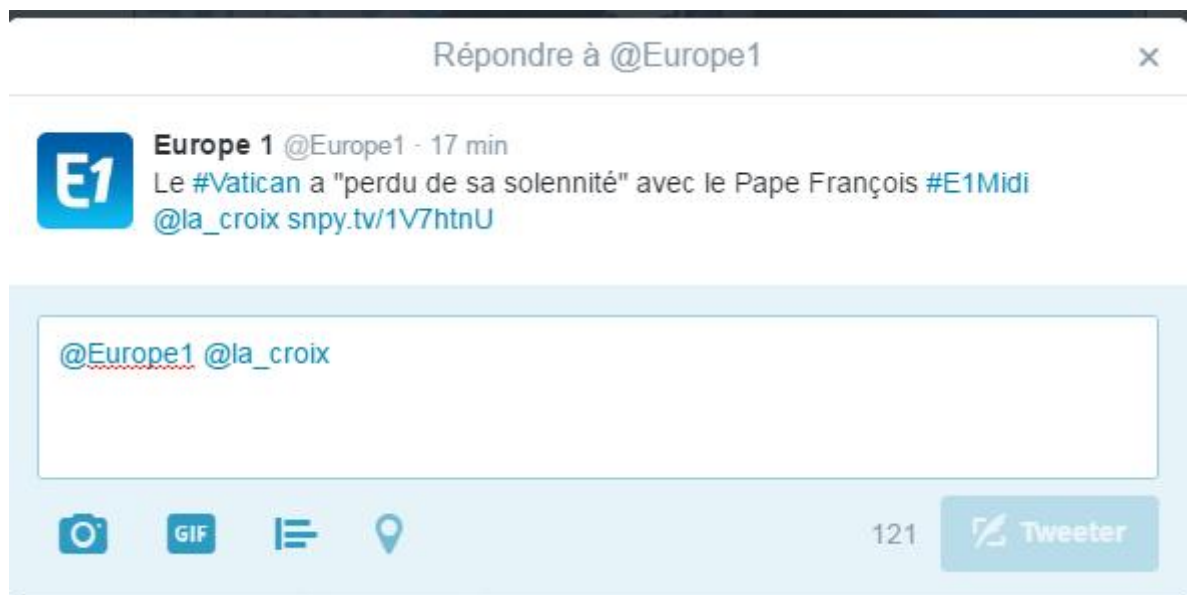 Répondre à @Europe1 ×
E1
Europe 1 @Europe1 · 17 min
Le #Vatican a "perdu de sa solennité" avec le Pape François #E1Midi
@la_croix snpy.tv/1V7htnU
@Europe1 @la_croix
GIF
121 Tweeter